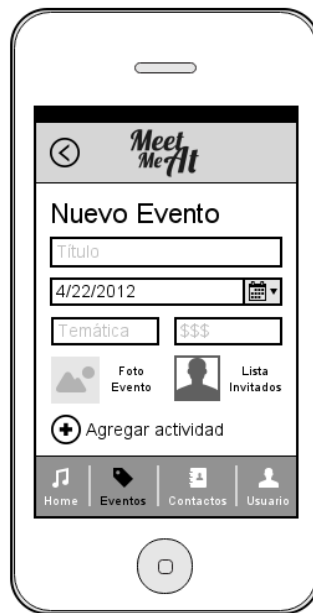 Meet
Me At
Nuevo Evento
Título
4/22/2012
Temática $$$
Foto Lista
Evento Invitados
Agregar actividad
Home Eventos Contactos Usuario